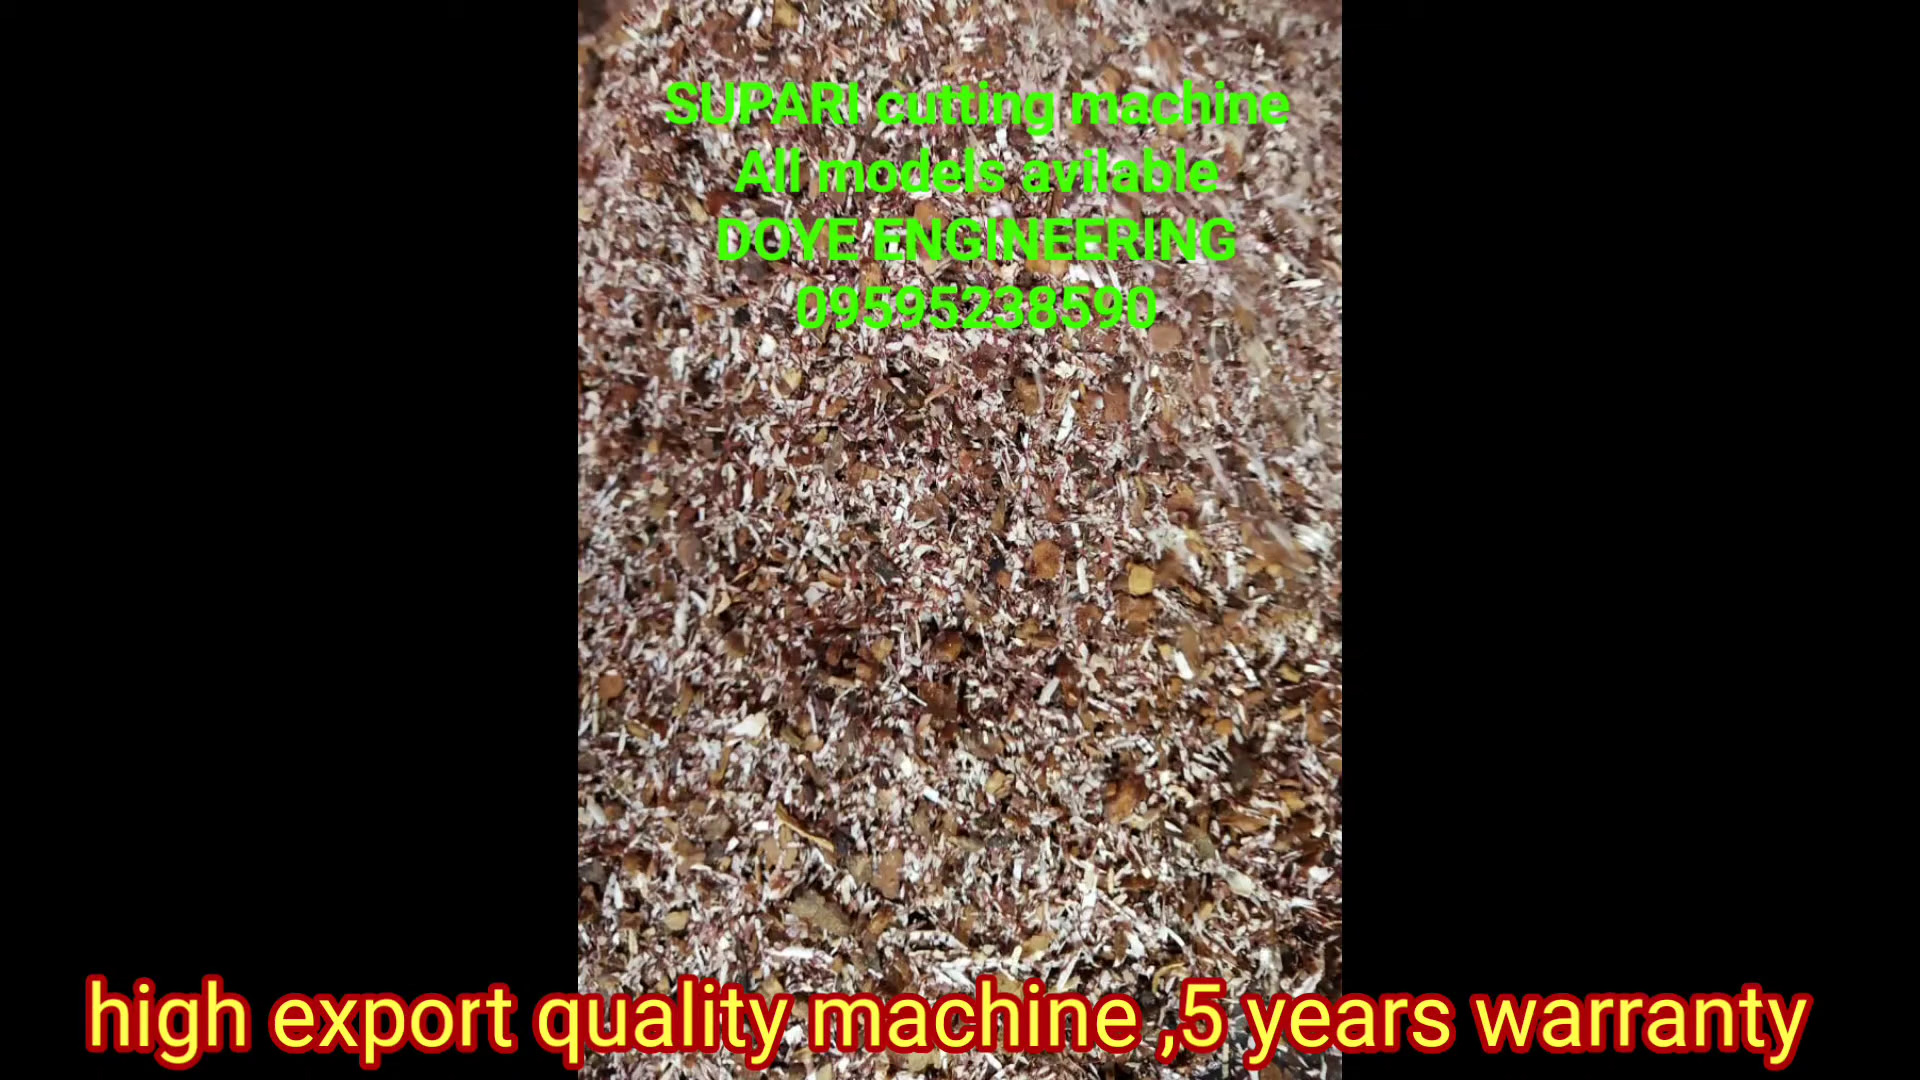 SUPARI cutting machine
All models avilable
DOYE ENGINEERING
09595238590
high export quality machine ,5 years warranty